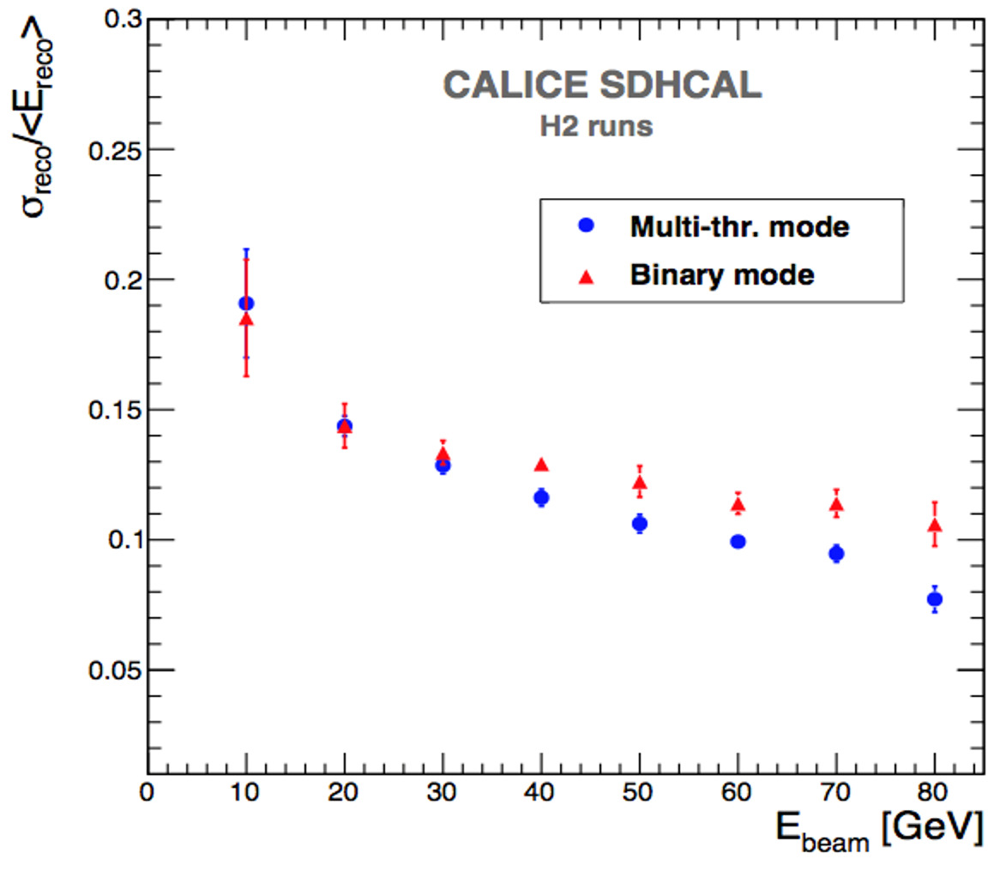 σreco/<Ereco>
0.3
0.25
0.2
0.15
0.1
0.05
CALICE SDHCAL
H2 runs
Multi-thr. mode
Binary mode
0 10 20 30 40 50 60 70 80
Ebeam [GeV]